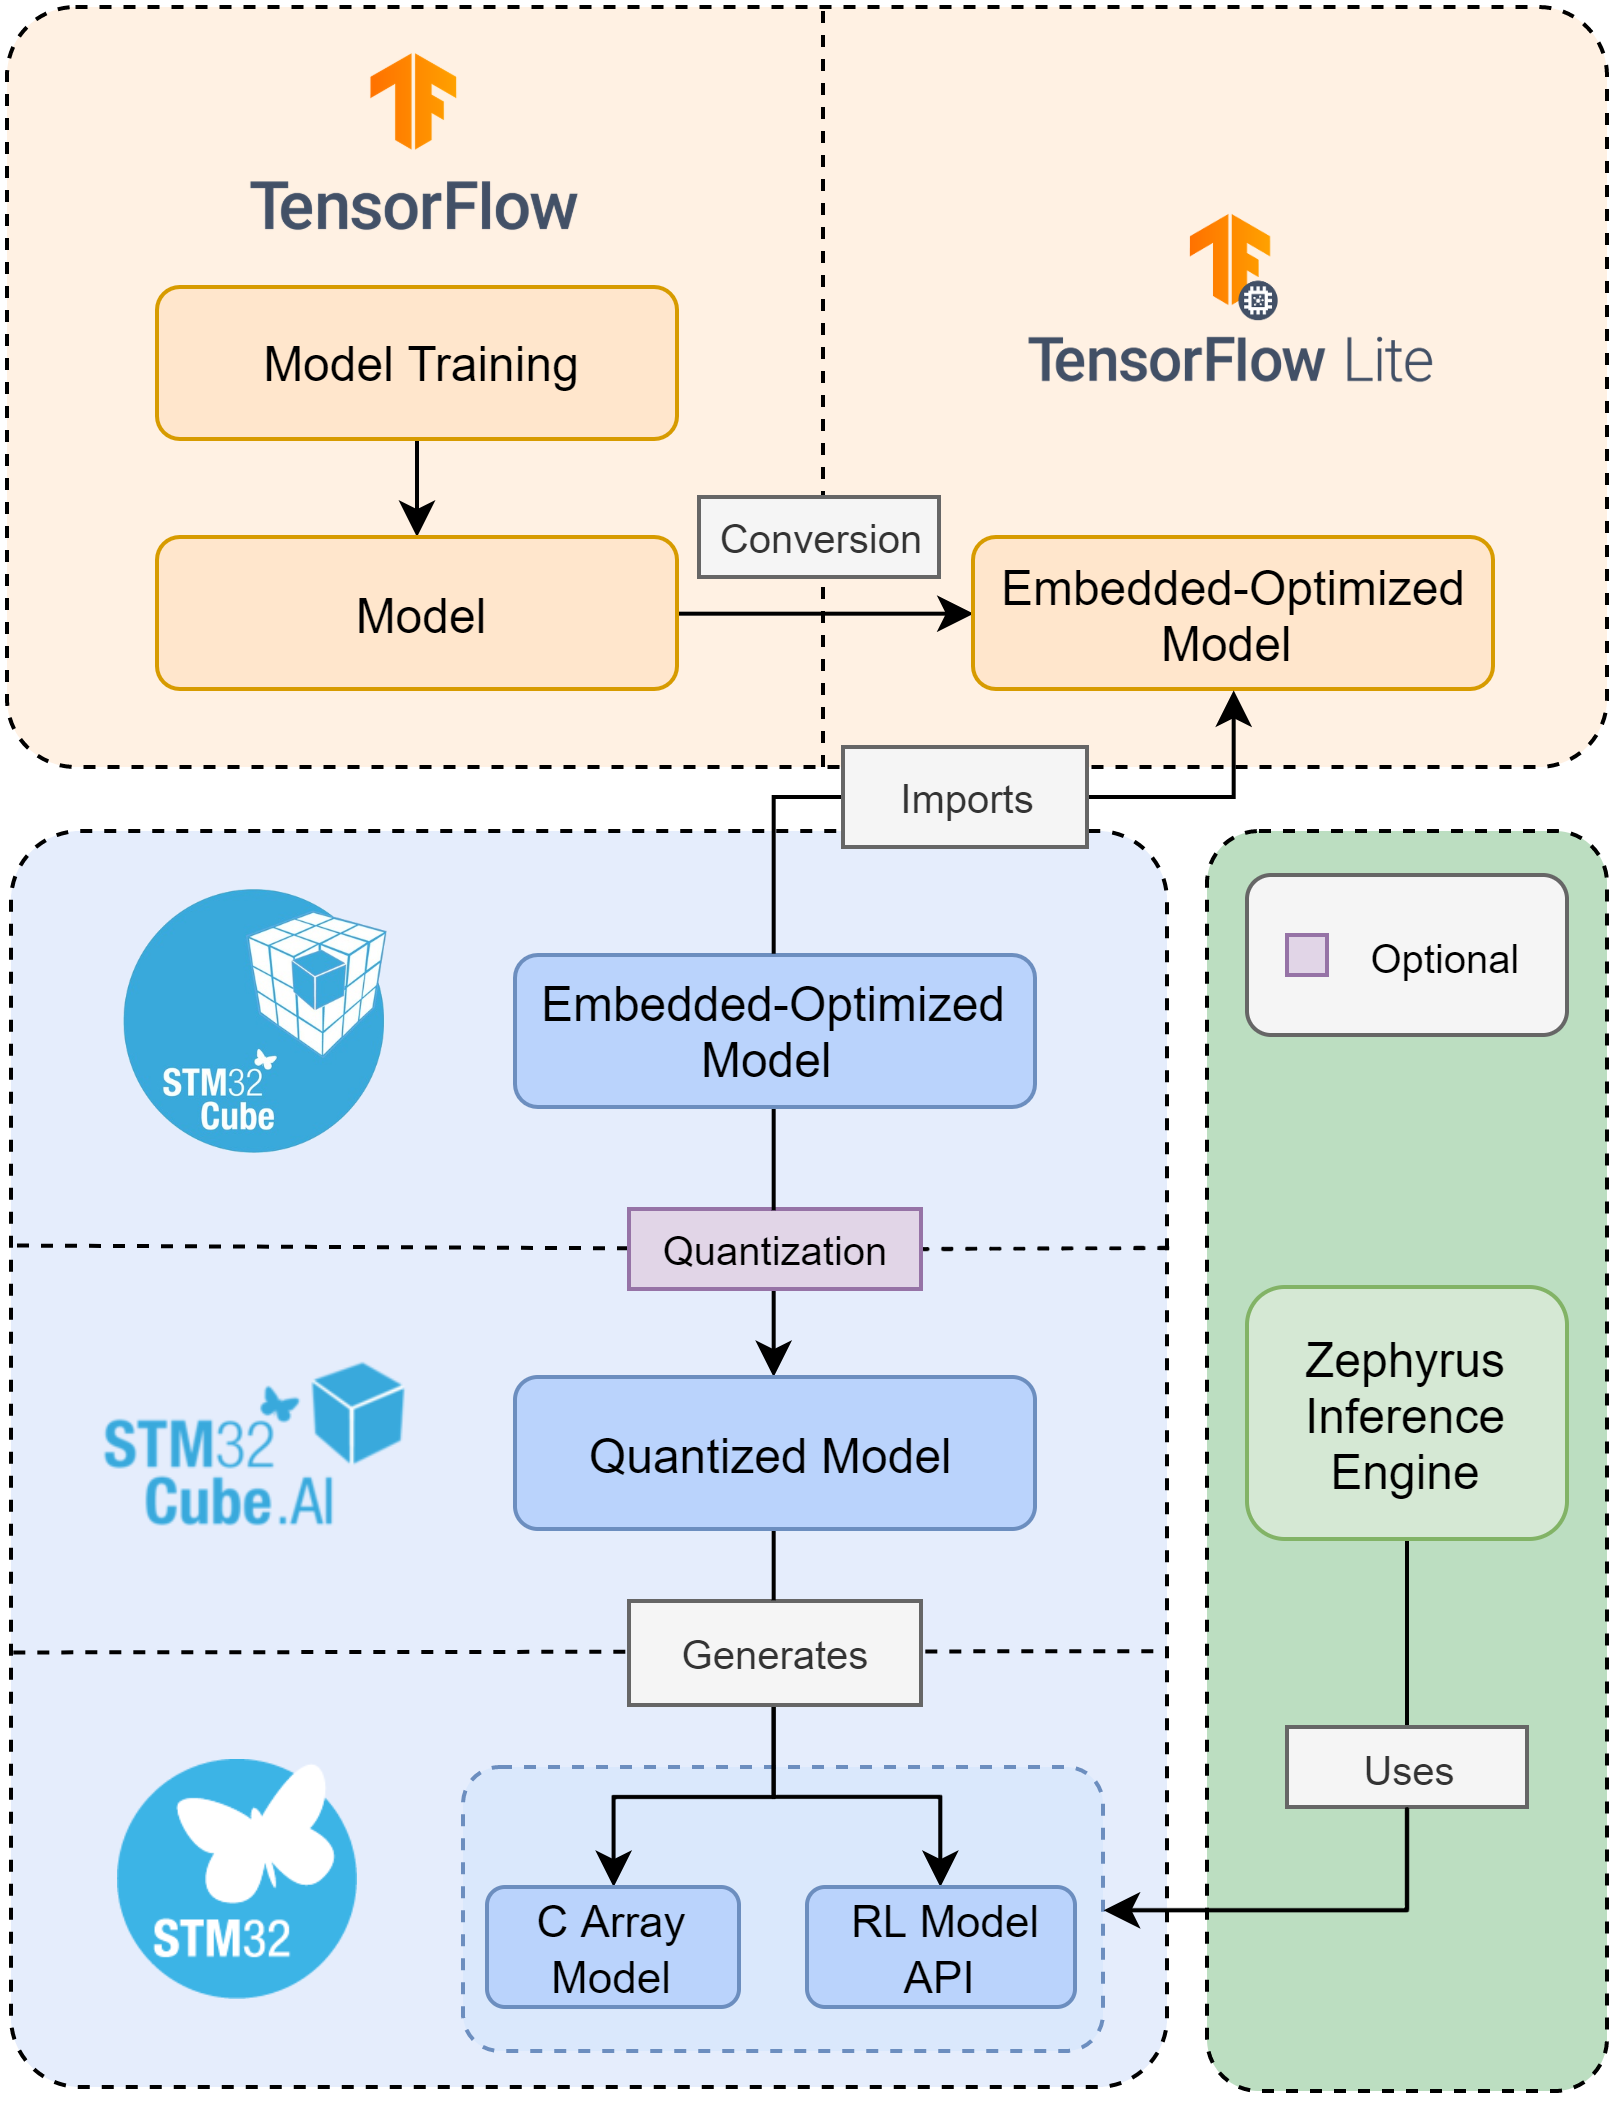 TensorFlow
TensorFlow Lite
Model Training
Conversion
Model
Embedded-Optimized
Model
Imports
STM32
Cube
Embedded-Optimized
Model
Optional
Quantization
STM32
Cube.AI
Quantized Model
Zephyrus
Inference
Engine
Generates
Uses
STM32
C Array
Model
RL Model
API